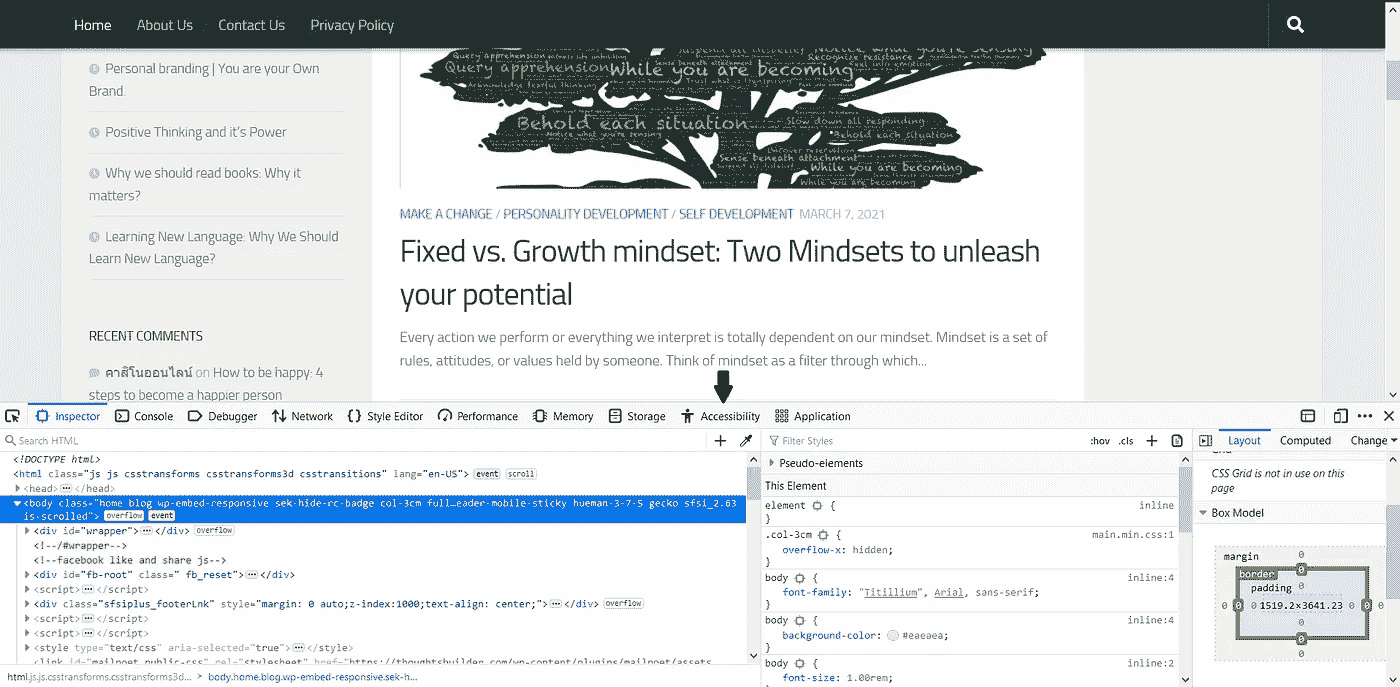 Home About Us Contact Us Privacy Policy
Personal branding | You are your Own
Brand.
Positive Thinking and it's Power
Why we should read books: Why it
matters?
Learning New Language: Why We Should
Learn New Language?
RECENT COMMENTS
คาสิโนออนไลน์ on How to be happy: 4
steps to become a happier person
Notice what you're sensing
Query apprehension
While you are becoming
Behold each situation
Slow down all responding
Notice what you're sensing
Behold each situation
Uncover reservation
Sense beneath attachment
While you are becoming
While you are becoming
MAKE A CHANGE / PERSONALITY DEVELOPMENT / SELF DEVELOPMENT MARCH 7, 2021
Fixed vs. Growth mindset: Two Mindsets to unleash
your potential
Every action we perform or everything we interpret is totally dependent on our mindset. Mindset is a set of
rules, attitudes, or values held by someone. Think of mindset as a filter through which...
Inspector Console Debugger Network Style Editor Performance Memory Storage Accessibility Application
Search HTML
<!DOCTYPE html>
<html class="js js csstransforms csstransforms3d csstransitions" lang="en-US"> event scroll
<head> ... </head>
<body class="home blog wp-embed-responsive sek-hide-rc-badge col-3cm full…eader-mobile-sticky hueman-3-7-5 gecko sfsi_2.63
is-scrolled"> overflow event
<div id="wrapper"> ... </div> overflow
<!--/#wrapper-->
<!--facebook like and share js-->
<div id="fb-root" class=" fb_reset"> ... </div>
<script> ... </script>
<div class="sfsiplus_footerLnk" style="margin: 0 auto;z-index:1000;text-align: center;"> ... </div> overflow
<script> ... </script>
<script> ... </script>
<style type="text/css" aria-selected="true"> ... </style>
<link id="mailpoet_public-css" rel="stylesheet" href="https://thoughtsbuilder.com/wp-content/plugins/mailpoet/assets
html.js.js.csstransforms.csstransforms3d... > body.home.blog.wp-embed-responsive.sek-h...
Filter Styles :hov .cls +
Pseudo-elements
This Element
element { inline
}
.col-3cm { main.min.css:1
overflow-x: hidden;
}
body { inline:4
font-family: "Titillium", Arial, sans-serif;
}
body { inline:4
background-color: #eaeaea;
}
body { inline:2
font-size: 1.00rem;
Layout Computed Change
CSS Grid is not in use on this
page
Box Model
margin 0
border 0
padding 0
0 0 0 1519.2×3641.23 0 0 0
0
0
0